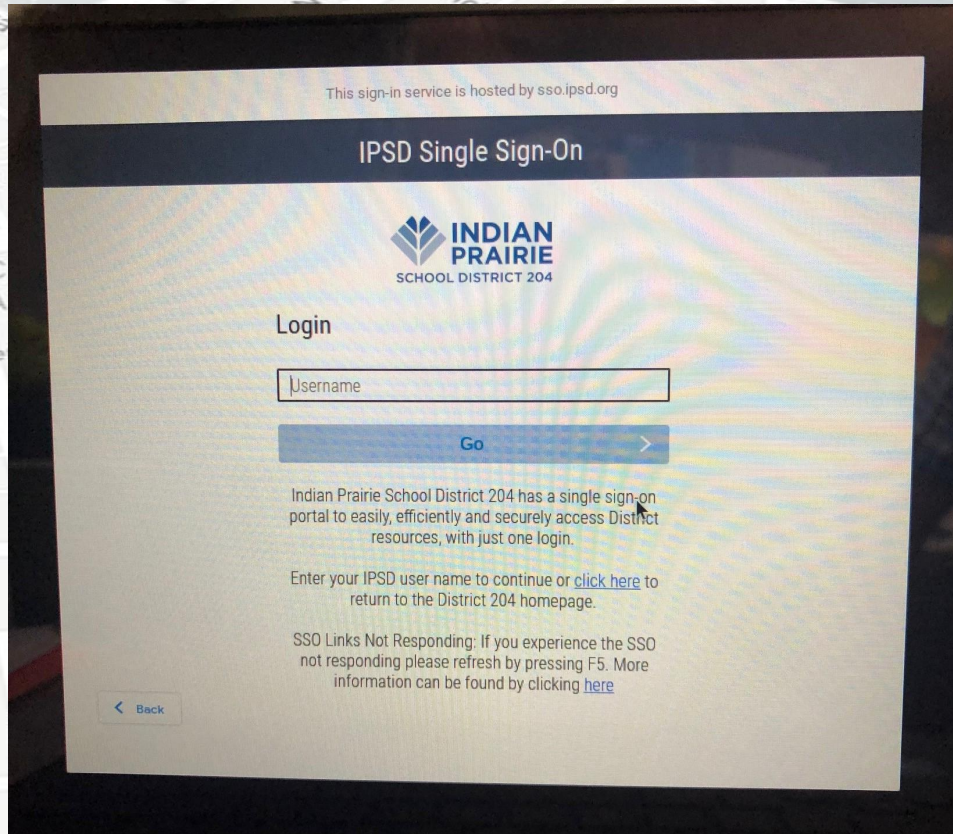 This sign-in service is hosted by sso.ipsd.org
IPSD Single Sign-On
INDIAN
PRAIRIE
SCHOOL DISTRICT 204
Login
Username
Go
Indian Prairie School District 204 has a single sign-on
portal to easily, efficiently and securely access District
resources, with just one login.
Enter your IPSD user name to continue or click here to
return to the District 204 homepage.
SSO Links Not Responding: If you experience the SSO
not responding please refresh by pressing F5. More
information can be found by clicking here
Back